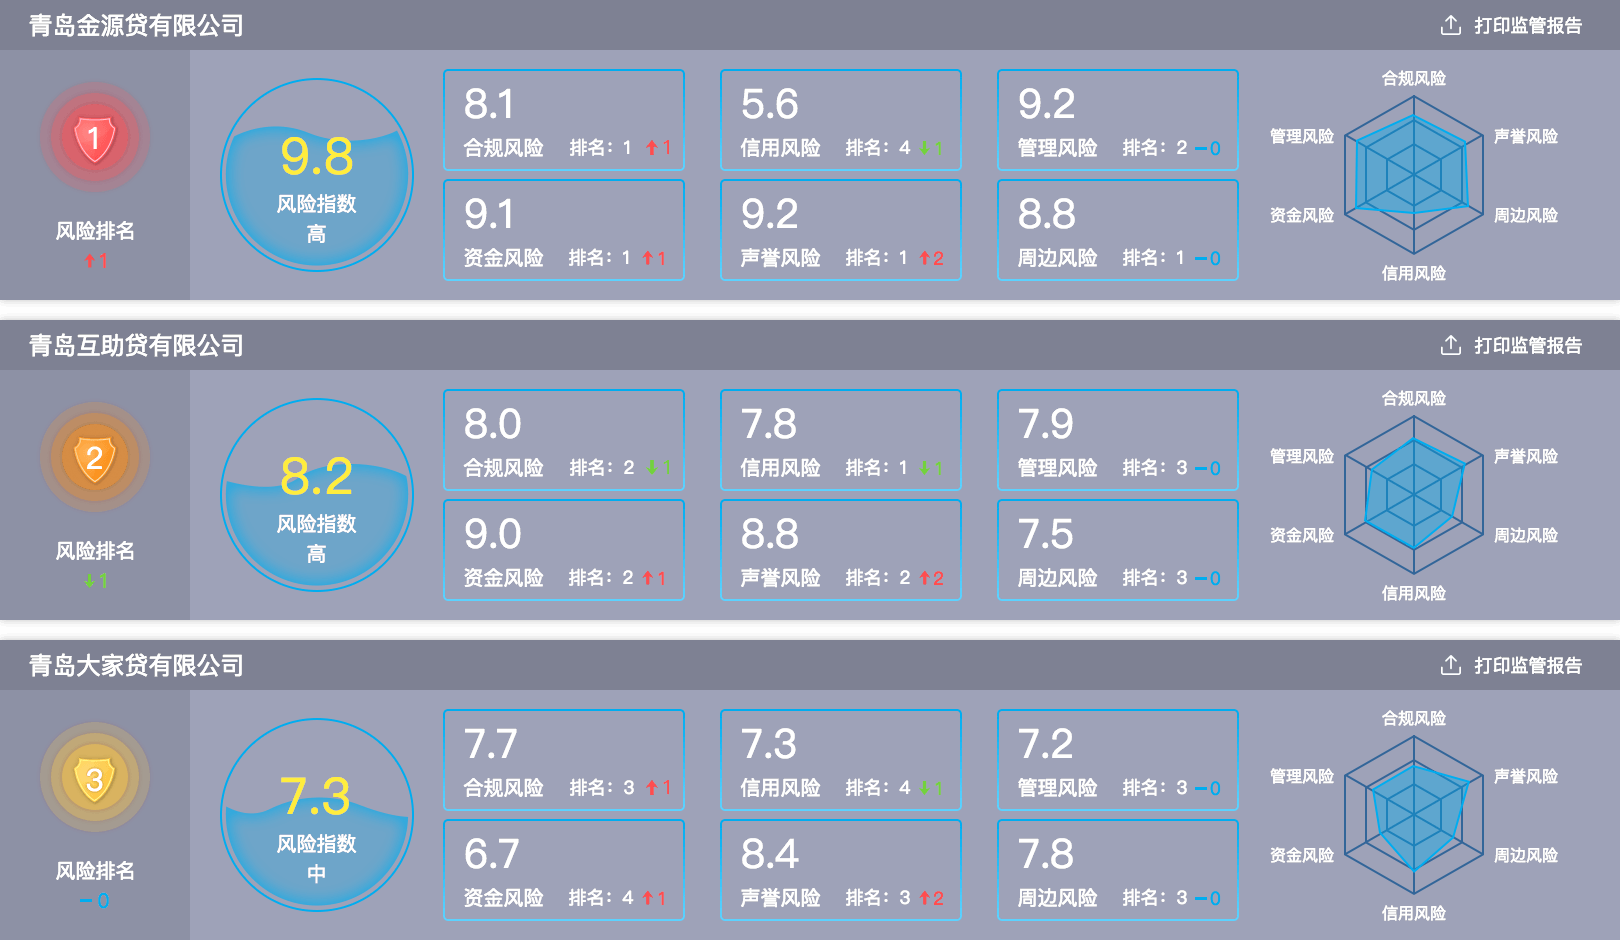 青岛金源贷有限公司
打印监管报告
1
风险排名
1
9.8
风险指数
高
8.1
合规风险 排名：1 1
5.6
信用风险 排名：4 1
9.2
管理风险 排名：2 0
9.1
资金风险 排名：1 1
9.2
声誉风险 排名：1 2
8.8
周边风险 排名：1 0
合规风险
管理风险
声誉风险
资金风险
周边风险
信用风险
青岛互助贷有限公司
打印监管报告
2
风险排名
1
8.2
风险指数
高
8.0
合规风险 排名：2 1
7.8
信用风险 排名：1 1
7.9
管理风险 排名：3 0
9.0
资金风险 排名：2 1
8.8
声誉风险 排名：2 2
7.5
周边风险 排名：3 0
合规风险
管理风险
声誉风险
资金风险
周边风险
信用风险
青岛大家贷有限公司
打印监管报告
3
风险排名
0
7.3
风险指数
中
7.7
合规风险 排名：3 1
7.3
信用风险 排名：4 1
7.2
管理风险 排名：3 0
6.7
资金风险 排名：4 1
8.4
声誉风险 排名：3 2
7.8
周边风险 排名：3 0
合规风险
管理风险
声誉风险
资金风险
周边风险
信用风险